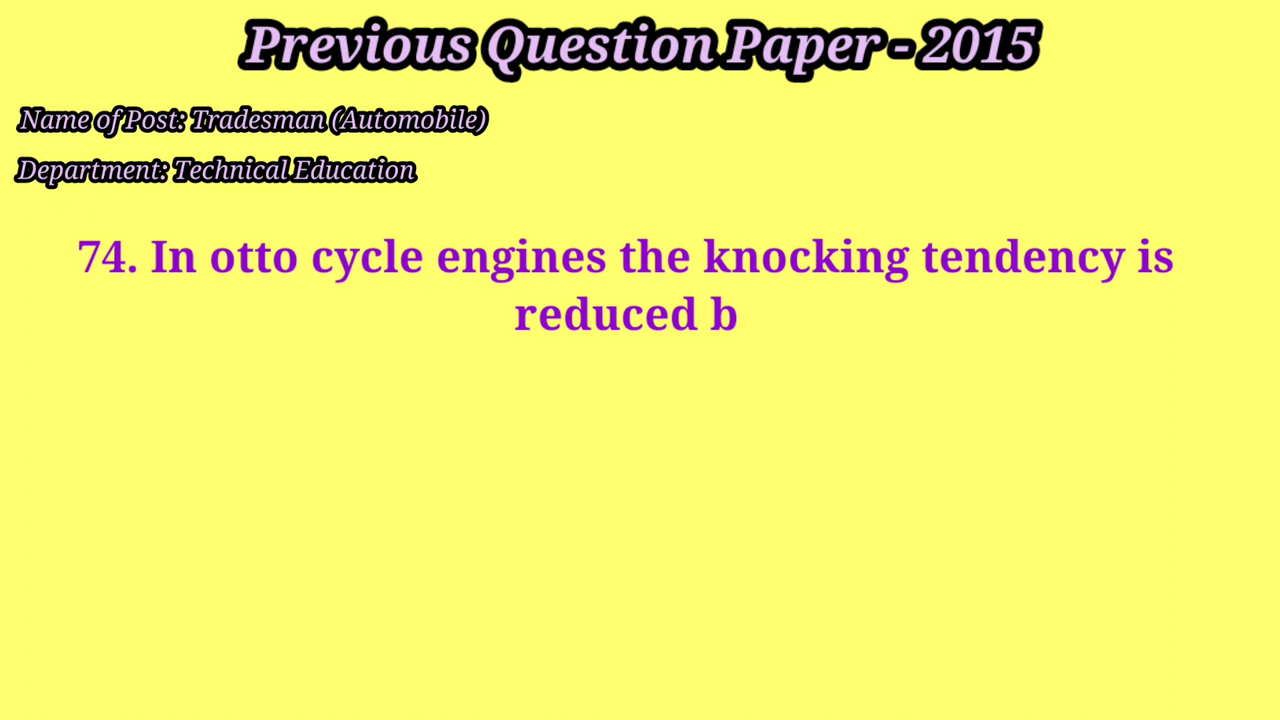 Previous Question Paper - 2015
Name of Post: Tradesman (Automobile)
Department: Technical Education
74. In otto cycle engines the knocking tendency is
reduced b